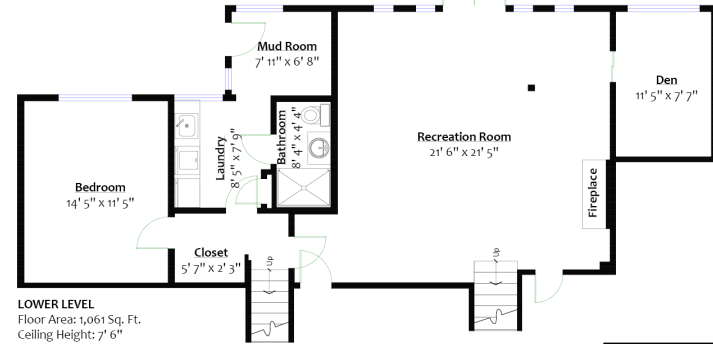 Mud Room
7' 11" x 6' 8"
Den
11' 5" x 7' 7"
Recreation Room
21' 6" x 21' 5"
Bathroom
8' 4" x 4' 4"
Laundry
8' 5" x 7' 9"
Bedroom
14' 5" x 11' 5"
Fireplace
Closet
5' 7" x 2' 3"
Up
Up
LOWER LEVEL
Floor Area: 1,061 Sq. Ft.
Ceiling Height: 7' 6"